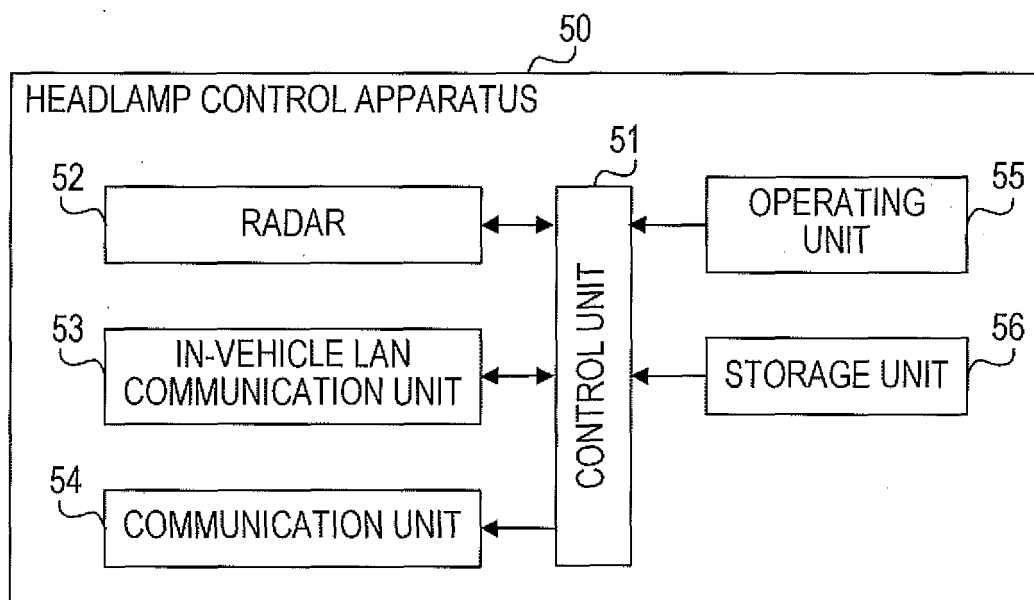 50
HEADLAMP CONTROL APPARATUS
51
52
RADAR
OPERATING
UNIT
55
53
IN-VEHICLE LAN
COMMUNICATION UNIT
CONTROL UNIT
STORAGE UNIT
56
54
COMMUNICATION UNIT